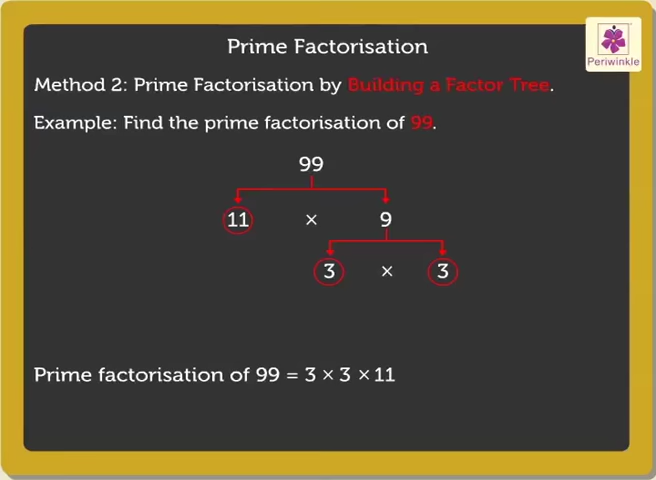 Prime Factorisation
Periwinkle
Method 2: Prime Factorisation by Building a Factor Tree.
Example: Find the prime factorisation of 99.
99
11 × 9
3 × 3
Prime factorisation of 99 = 3 × 3 × 11